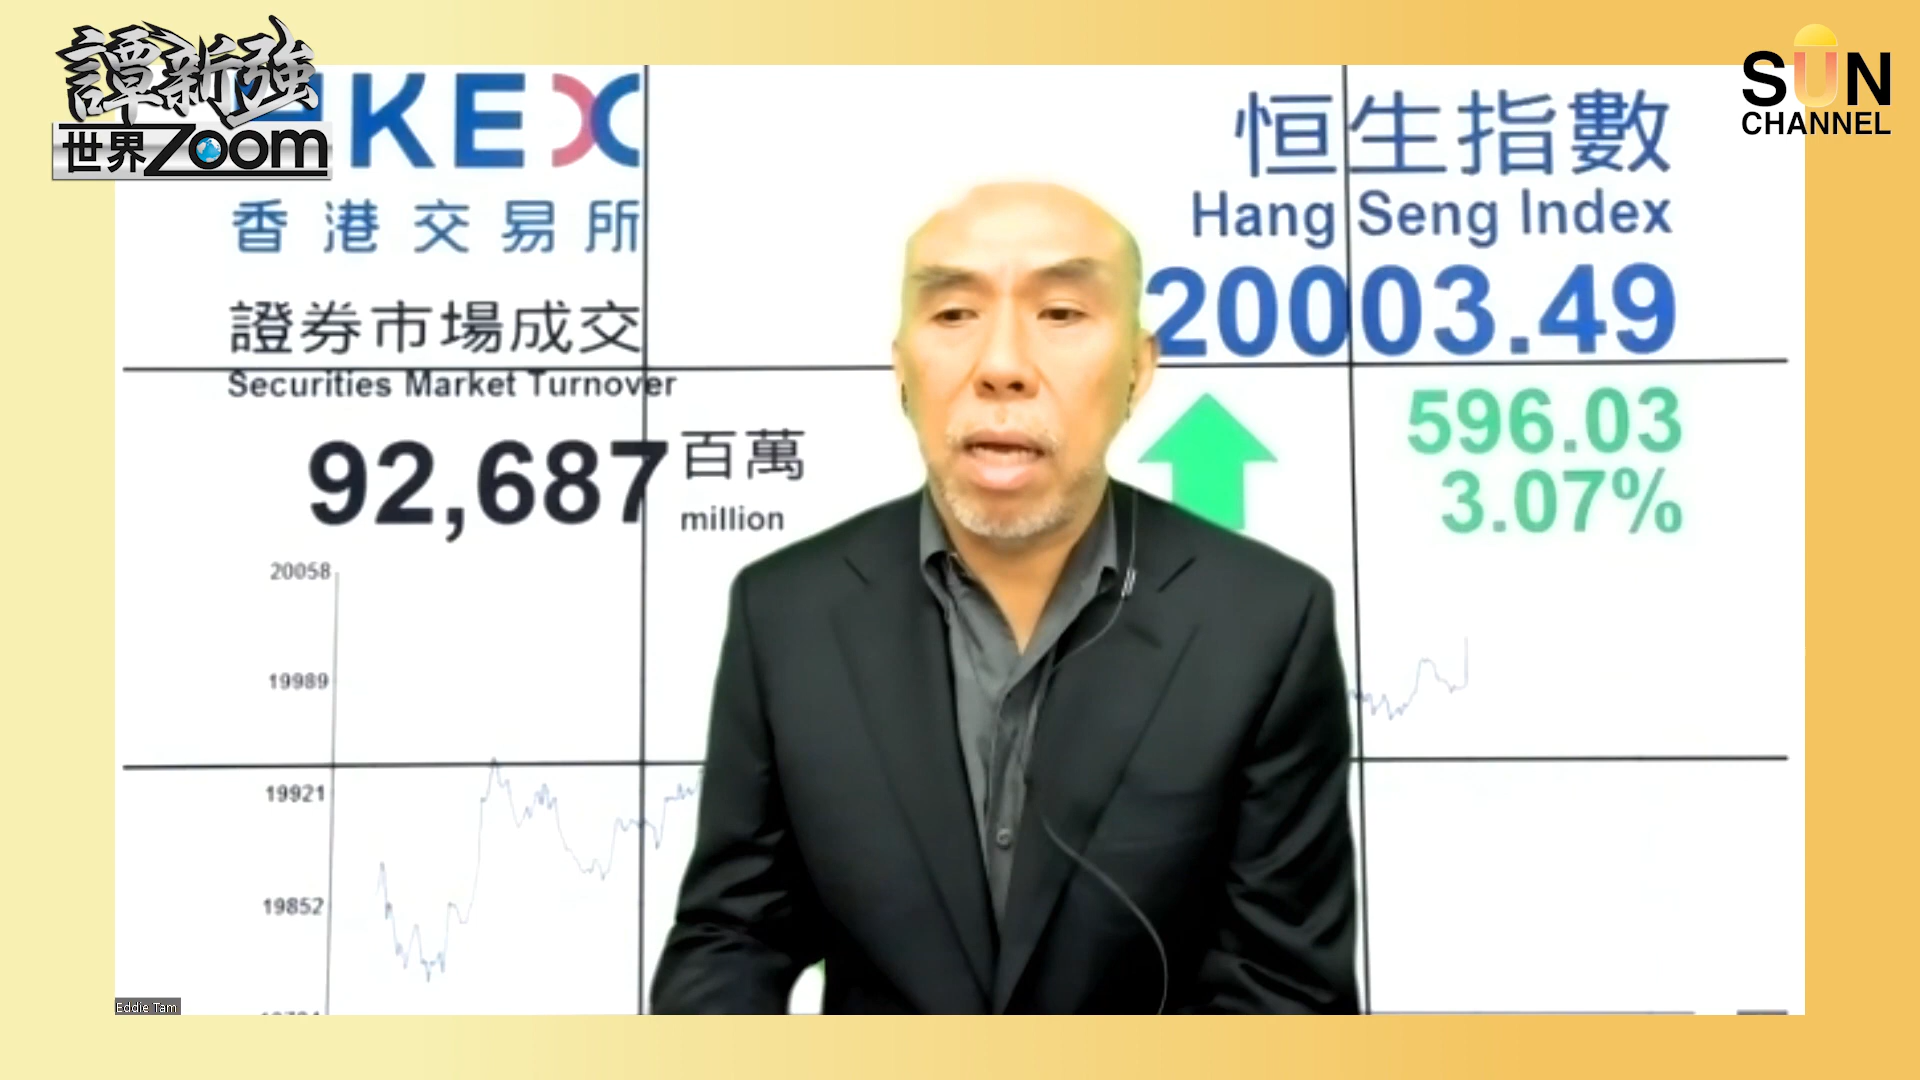 譚新強
世界Zoom
SUN
CHANNEL
KEX
香港交易所
證券市場成交
Securities Market Turnover
92,687 百萬
million
恒生指數
Hang Seng Index
20003.49
596.03
3.07%
20058
19989
19921
19852
Eddie Tam